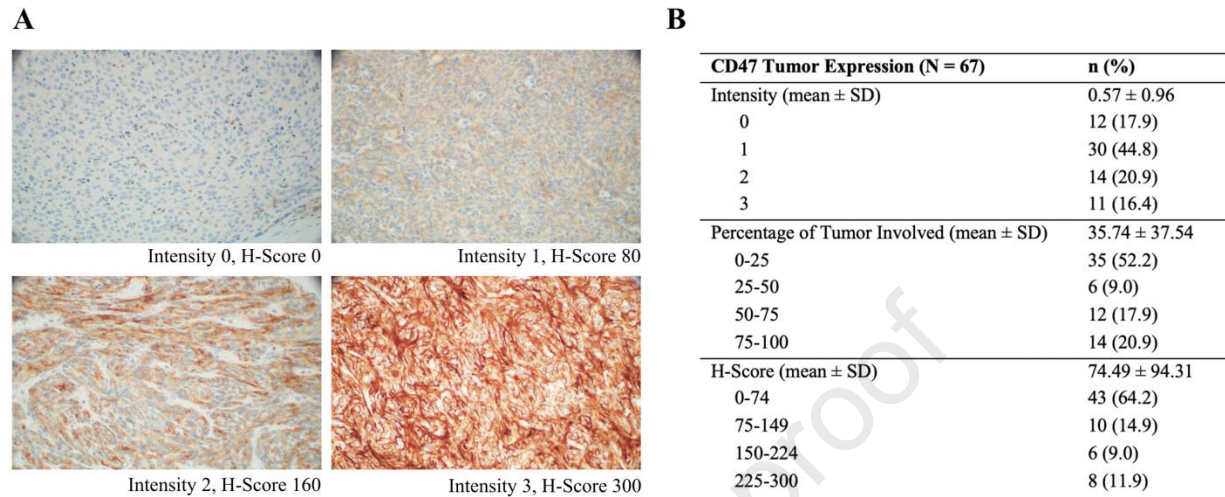 A
Intensity 0, H-Score 0
Intensity 1, H-Score 80
Intensity 2, H-Score 160
Intensity 3, H-Score 300
B
CD47 Tumor Expression (N = 67) n (%)
Intensity (mean ± SD) 0.57 ± 0.96
0 12 (17.9)
1 30 (44.8)
2 14 (20.9)
3 11 (16.4)
Percentage of Tumor Involved (mean ± SD) 35.74 ± 37.54
0-25 35 (52.2)
25-50 6 (9.0)
50-75 12 (17.9)
75-100 14 (20.9)
H-Score (mean ± SD) 74.49 ± 94.31
0-74 43 (64.2)
75-149 10 (14.9)
150-224 6 (9.0)
225-300 8 (11.9)
proof